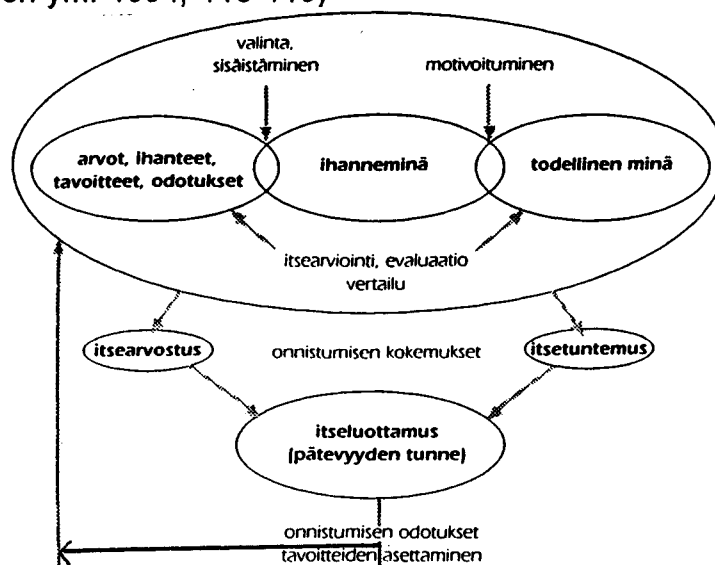 valinta,
sisäistäminen
motivoituminen
arvot, ihanteet,
tavoitteet, odotukset
ihanneminä
todellinen minä
itsearviointi, evaluaatio
vertailu
itsearvostus
onnistumisen kokemukset
itsetuntemus
itseluottamus
(pätevyyden tunne)
onnistumisen odotukset
tavoitteiden asettaminen